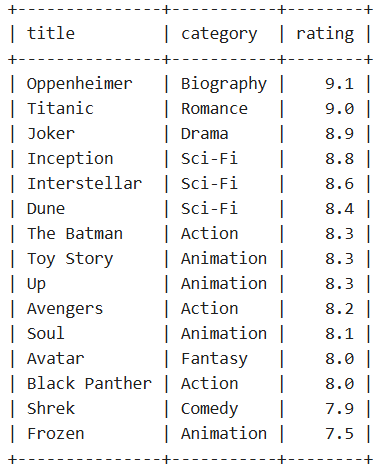 +---------------+-----------+--------+
| title         | category  | rating |
+---------------+-----------+--------+
| Oppenheimer   | Biography |    9.1 |
| Titanic       | Romance   |    9.0 |
| Joker         | Drama     |    8.9 |
| Inception     | Sci-Fi    |    8.8 |
| Interstellar  | Sci-Fi    |    8.6 |
| Dune          | Sci-Fi    |    8.4 |
| The Batman    | Action    |    8.3 |
| Toy Story     | Animation |    8.3 |
| Up            | Animation |    8.3 |
| Avengers      | Action    |    8.2 |
| Soul          | Animation |    8.1 |
| Avatar        | Fantasy   |    8.0 |
| Black Panther | Action    |    8.0 |
| Shrek         | Comedy    |    7.9 |
| Frozen        | Animation |    7.5 |
+---------------+-----------+--------+